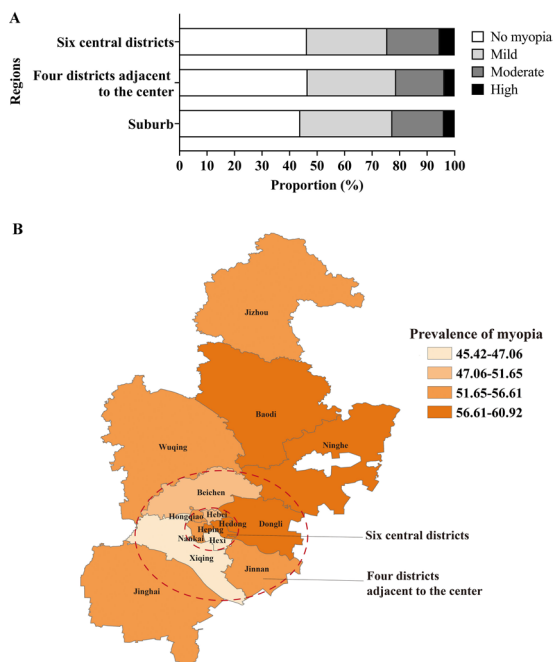 A
Regions
Six central districts
Four districts adjacent
to the center
Suburb
0 10 20 30 40 50 60 70 80 90 100
Proportion (%)
No myopia
Mild
Moderate
High
B
Jizhou
Prevalence of myopia
45.42-47.06
47.06-51.65
51.65-56.61
56.61-60.92
Baodi
Ninghe
Wuqing
Beichen
Hongqiao Hebei
Hedong Dongli
Heping
Nankai Hexi
Six central districts
Xiqing
Jinnan
Four districts
adjacent to the center
Jinghai